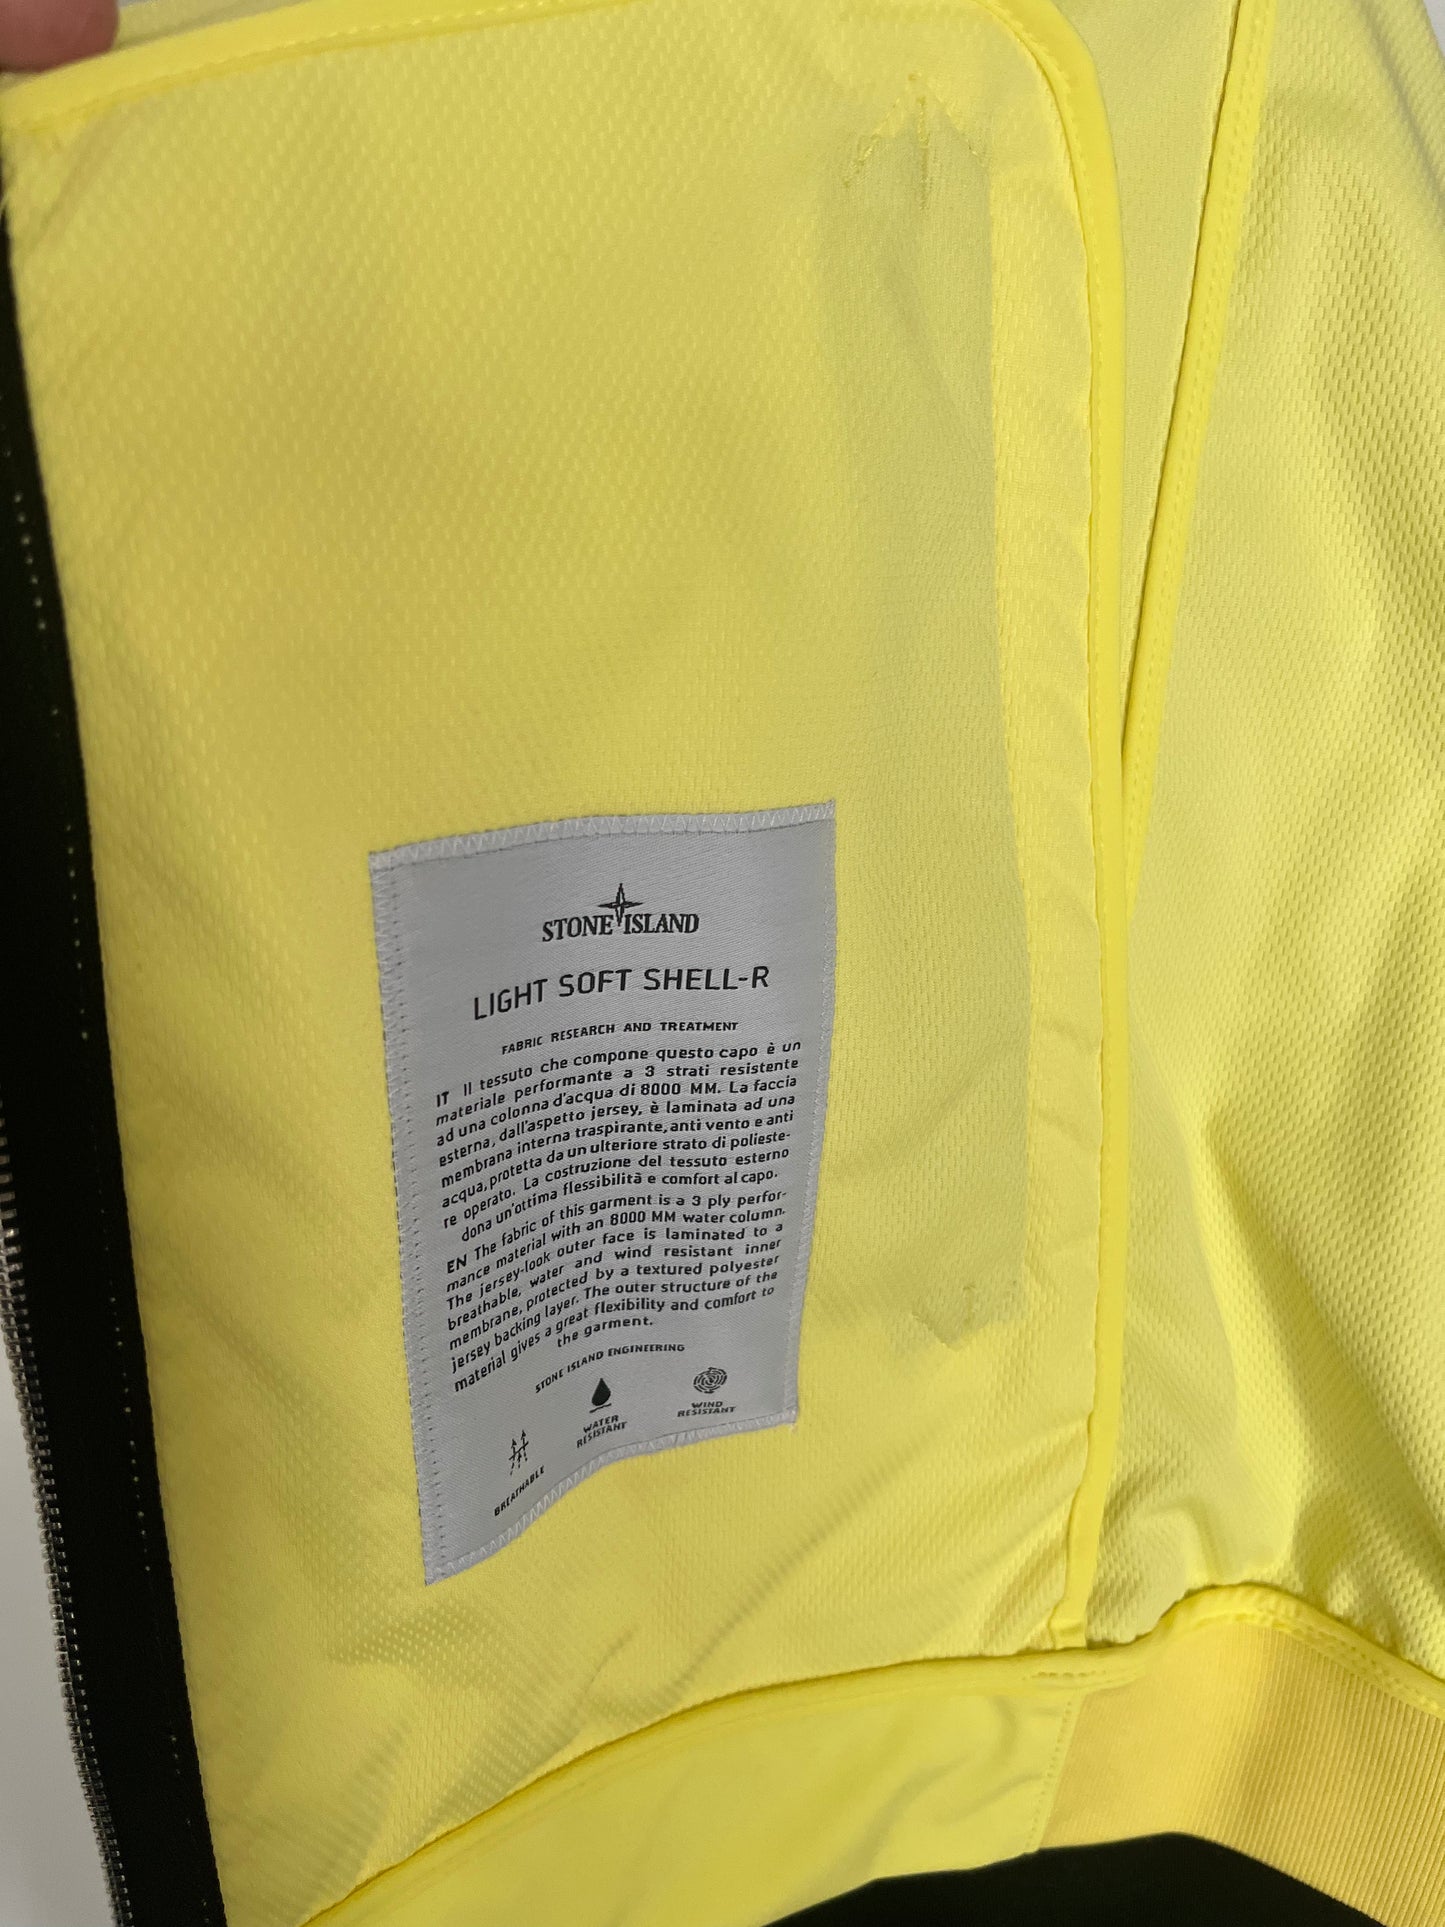 STONE ISLAND
LIGHT SOFT SHELL-R
FABRIC RESEARCH AND TREATMENT
IT Il tessuto che compone questo capo è un
materiale performante a 3 strati resistente
ad una colonna d'acqua di 8000 MM. La faccia
esterna, dall'aspetto jersey, è laminata ad una
membrana interna traspirante, anti vento e anti
acqua, protetta da un ulteriore strato di polieste-
re operato. La costruzione del tessuto esterno
dona un'ottima flessibilità e comfort al capo.
EN The fabric of this garment is a 3 ply perfor-
mance material with an 8000 MM water column.
The jersey-look outer face is laminated to a
breathable, water and wind resistant inner
membrane, protected by a textured polyester
jersey backing layer. The outer structure of the
material gives a great flexibility and comfort to
the garment.
STONE ISLAND ENGINEERING
BREATHABLE
WATER
RESISTANT
WIND
RESISTANT